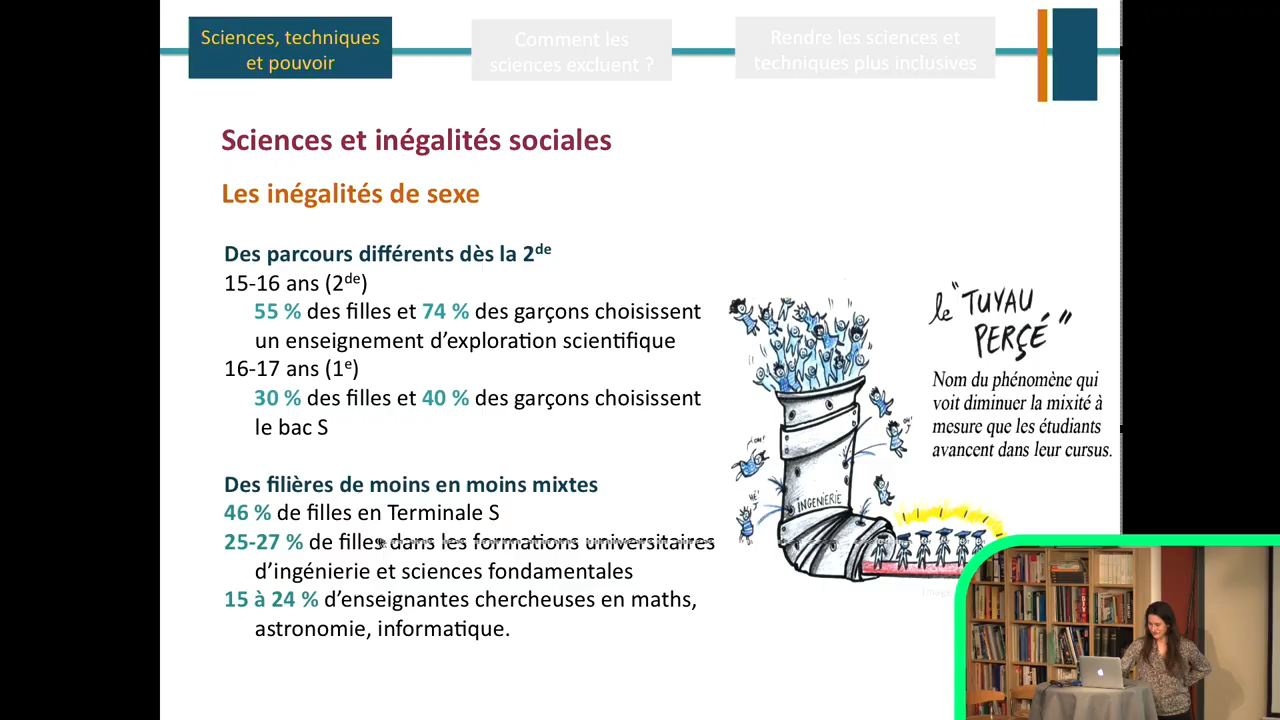 Sciences, techniques
et pouvoir
Comment les
sciences excluent ?
Rendre les sciences et
techniques plus inclusives
Sciences et inégalités sociales
Les inégalités de sexe
Des parcours différents dès la 2de
15-16 ans (2de)
55 % des filles et 74 % des garçons choisissent
un enseignement d’exploration scientifique
16-17 ans (1e)
30 % des filles et 40 % des garçons choisissent
le bac S
Des filières de moins en moins mixtes
46 % de filles en Terminale S
25-27 % de filles dans les formations universitaires
d’ingénierie et sciences fondamentales
15 à 24 % d’enseignantes chercheuses en maths,
astronomie, informatique.
le "TUYAU
PERÇÉ"
Nom du phénomène qui
voit diminuer la mixité à
mesure que les étudiants
avancent dans leur cursus.
INGENIERIE